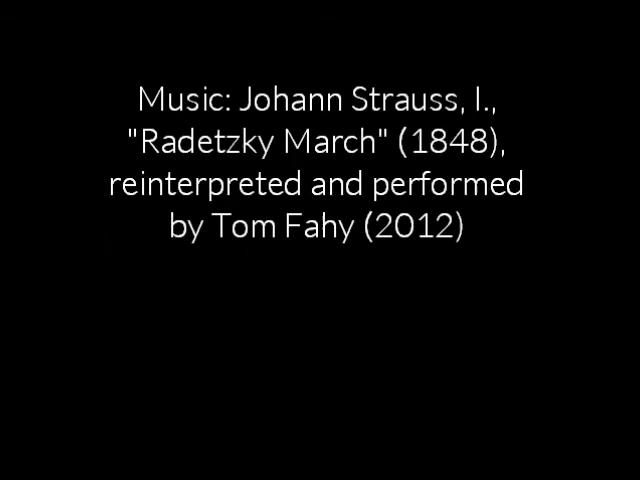 Music: Johann Strauss, I.,
"Radetzky March" (1848),
reinterpreted and performed
by Tom Fahy (2012)